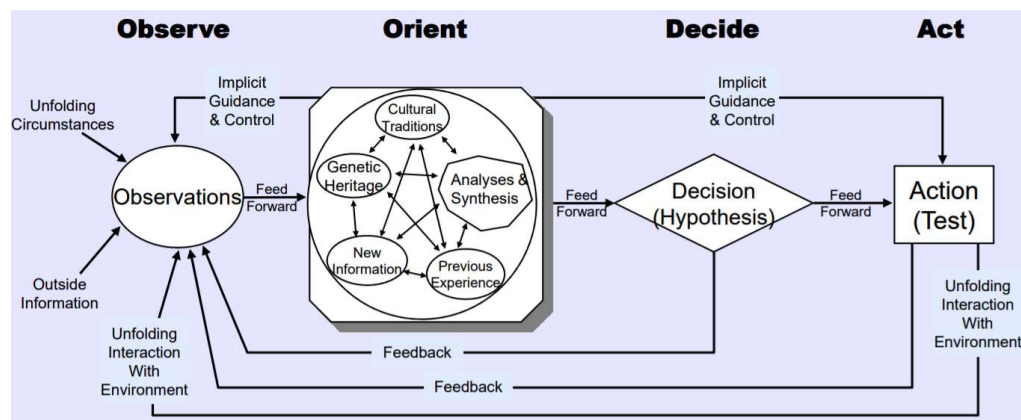 Observe
Orient
Decide
Act
Implicit
Guidance
& Control
Implicit
Guidance
& Control
Unfolding
Circumstances
Observations
Feed
Forward
Cultural
Traditions
Genetic
Heritage
Analyses &
Synthesis
New
Information
Previous
Experience
Feed
Forward
Decision
(Hypothesis)
Feed
Forward
Action
(Test)
Outside
Information
Unfolding
Interaction
With
Environment
Feedback
Feedback
Unfolding
Interaction
With
Environment